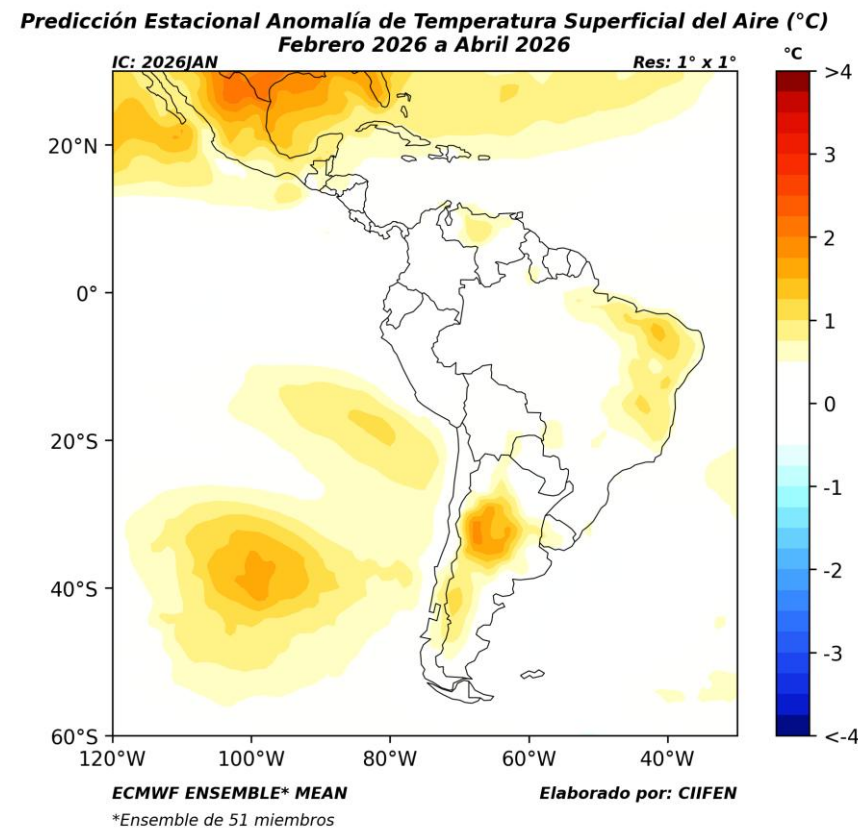 Predicción Estacional Anomalía de Temperatura Superficial del Aire (°C)
Febrero 2026 a Abril 2026
IC: 2026JAN
Res: 1° x 1°
°C
>4
3
2
1
0
-1
-2
-3
<-4
20°N
0°
20°S
40°S
60°S
120°W
100°W
80°W
60°W
40°W
ECMWF ENSEMBLE* MEAN
Elaborado por: CIIFEN
*Ensemble de 51 miembros